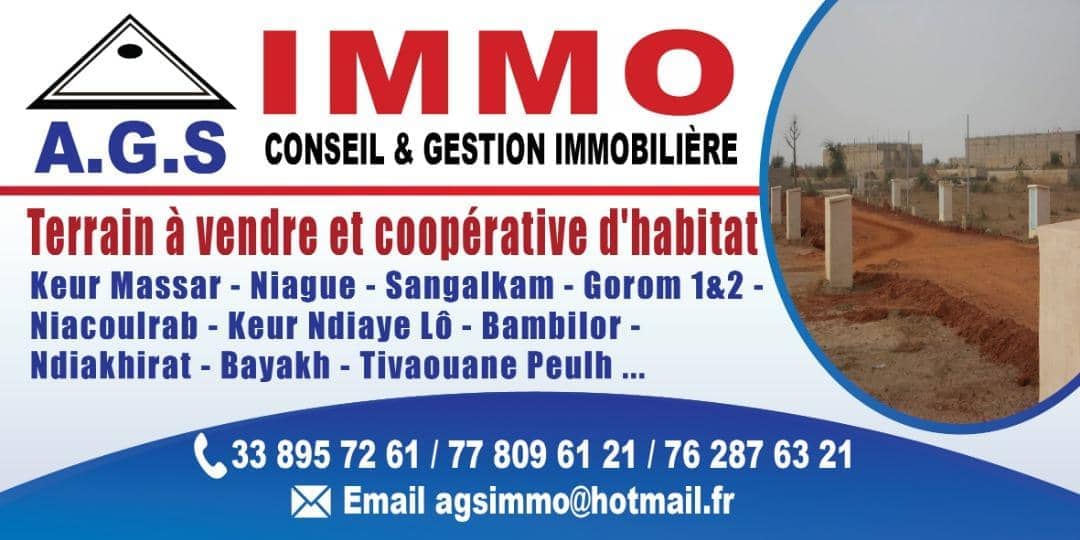 A.G.S
IMMO
CONSEIL & GESTION IMMOBILIÈRE
Terrain à vendre et coopérative d'habitat
Keur Massar - Niague - Sangalkam - Gorom 1&2 -
Niacoulrab - Keur Ndiaye Lô - Bambilor -
Ndiakhirat - Bayakh - Tivaouane Peulh ...
33 895 72 61 / 77 809 61 21 / 76 287 63 21
Email agsimmo@hotmail.fr